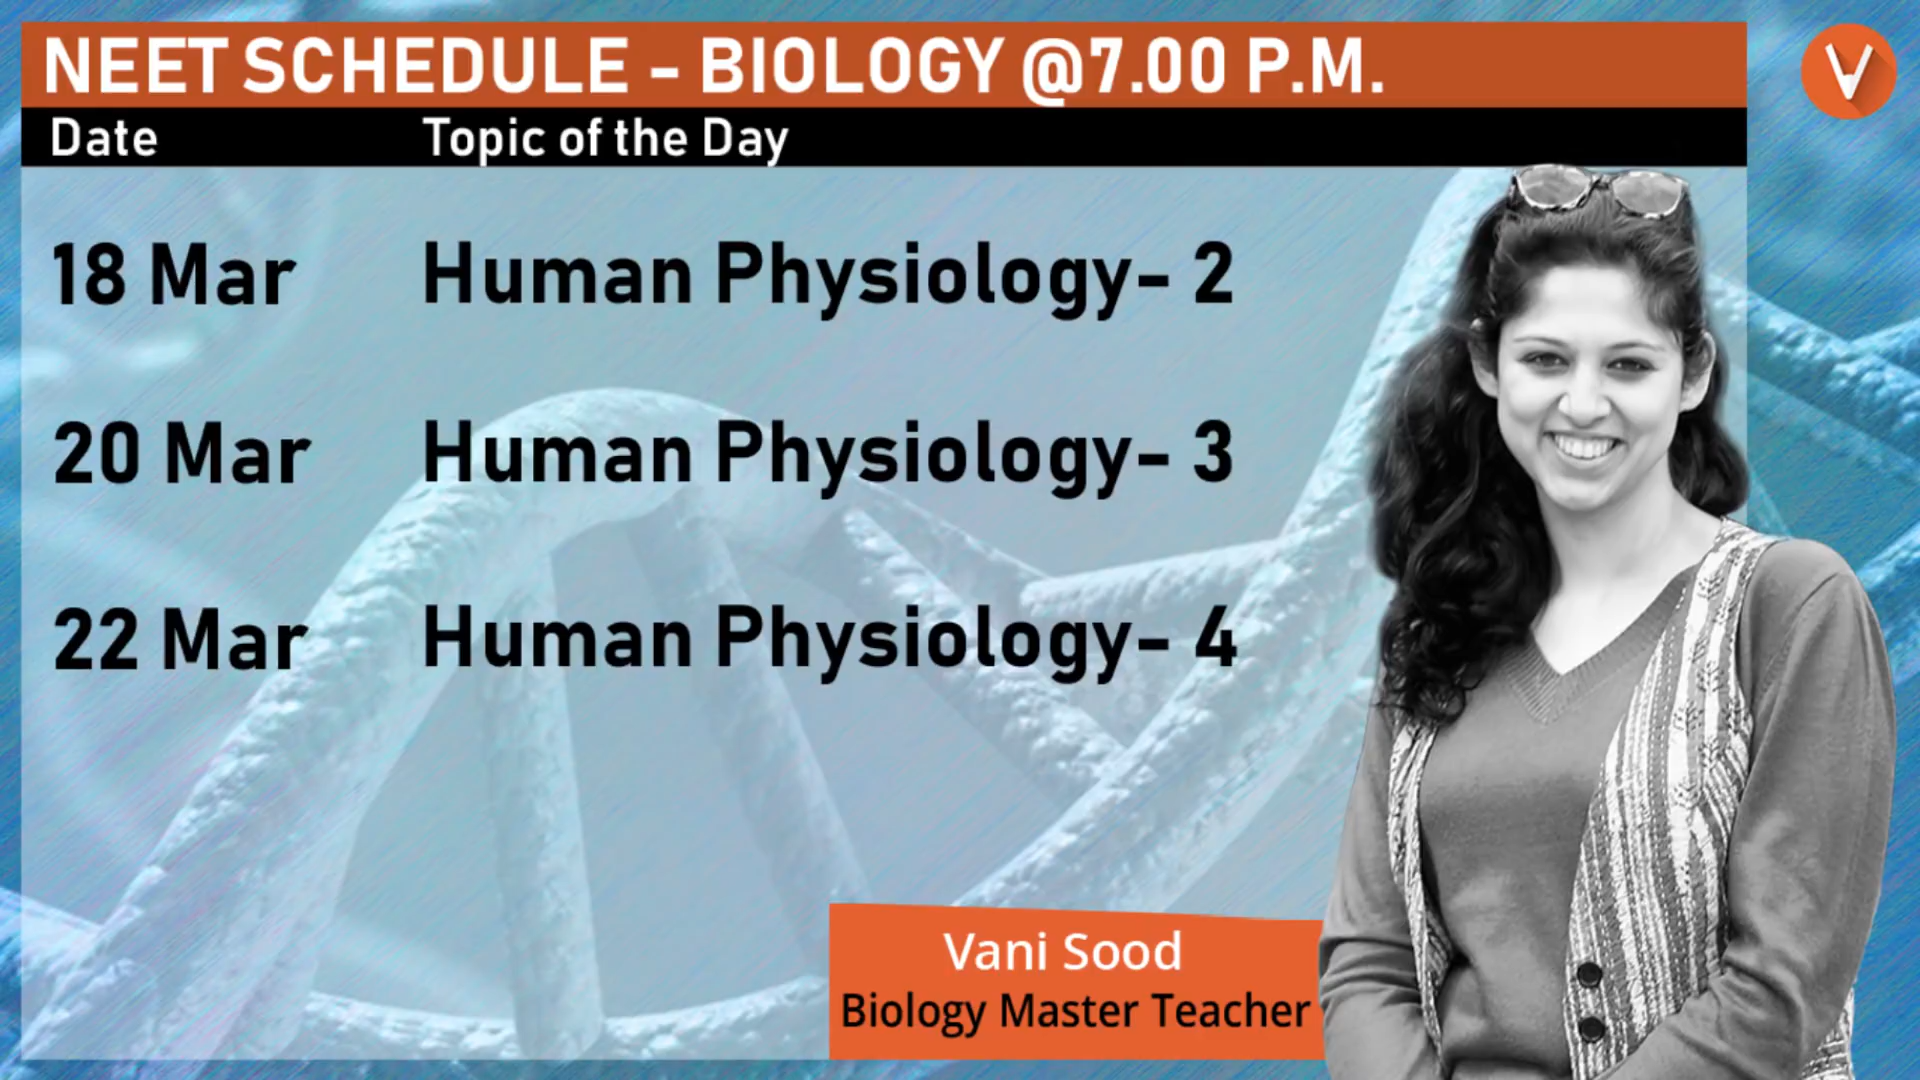 NEET SCHEDULE - BIOLOGY @7.00 P.M.
Date Topic of the Day
18 Mar Human Physiology- 2
20 Mar Human Physiology- 3
22 Mar Human Physiology- 4
Vani Sood
Biology Master Teacher